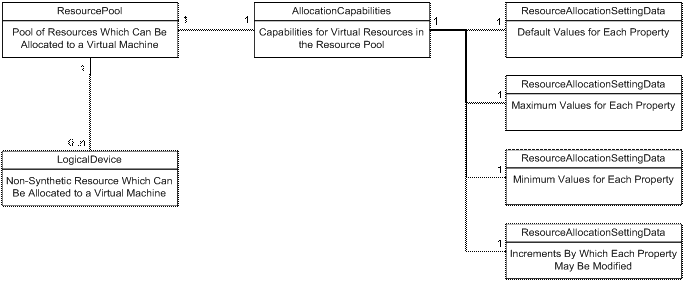 ResourcePool
Pool of Resources Which Can Be
Allocated to a Virtual Machine
1
1
AllocationCapabilities
Capabilities for Virtual Resources in
the Resource Pool
1
1
ResourceAllocationSettingData
Default Values for Each Property
1
ResourceAllocationSettingData
Maximum Values for Each Property
1
ResourceAllocationSettingData
Minimum Values for Each Property
1
ResourceAllocationSettingData
Increments By Which Each Property
May Be Modified
1
0..n
LogicalDevice
Non-Synthetic Resource Which Can
Be Allocated to a Virtual Machine